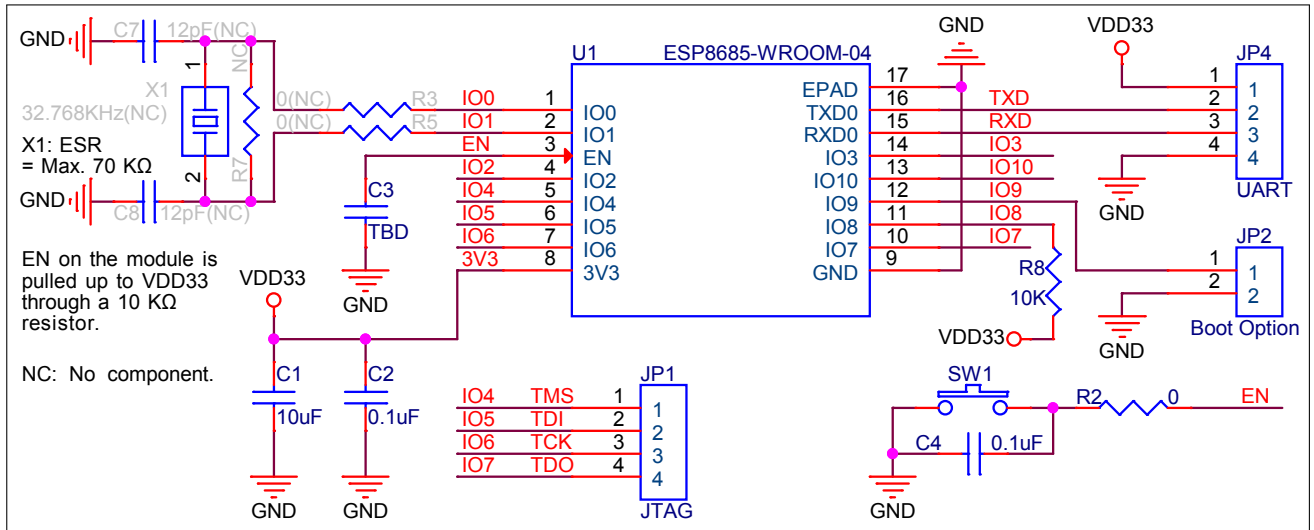 GND
C7
12pF(NC)
1
NC
X1
32.768KHz(NC)
X1: ESR
= Max. 70 KΩ
2
R7
GND
C8
12pF(NC)
0(NC)
R3
0(NC)
R5
EN on the module is
pulled up to VDD33
through a 10 KΩ
resistor.
NC: No component.
VDD33
C1
10uF
GND
C2
0.1uF
GND
C3
TBD
GND
U1
ESP8685-WROOM-04
IO0 1 IO0
IO1 2 IO1
EN 3 EN
IO2 4 IO2
IO4 5 IO4
IO5 6 IO5
IO6 7 IO6
3V3 8 3V3
EPAD 17
TXD0 16 TXD
RXD0 15 RXD
IO3 14 IO3
IO10 13 IO10
IO9 12 IO9
IO8 11 IO8
IO7 10 IO7
GND 9
GND
VDD33
JP4
1 1
2 2
3 3
4 4
UART
GND
R8
10K
VDD33
JP2
1 1
2 2
Boot Option
GND
JP1
IO4 TMS 1 1
IO5 TDI 2 2
IO6 TCK 3 3
IO7 TDO 4 4
JTAG
SW1
R2
0
EN
C4
0.1uF
GND